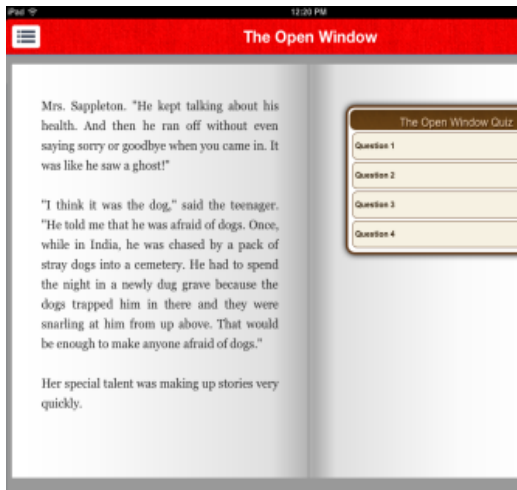 iPad
12:20 PM
The Open Window
Mrs. Sappleton. "He kept talking about his
health. And then he ran off without even
saying sorry or goodbye when you came in. It
was like he saw a ghost!"
"I think it was the dog," said the teenager.
"He told me that he was afraid of dogs. Once,
while in India, he was chased by a pack of
stray dogs into a cemetery. He had to spend
the night in a newly dug grave because the
dogs trapped him in there and they were
snarling at him from up above. That would
be enough to make anyone afraid of dogs."
Her special talent was making up stories very
quickly.
The Open Window Quiz
Question 1
Question 2
Question 3
Question 4